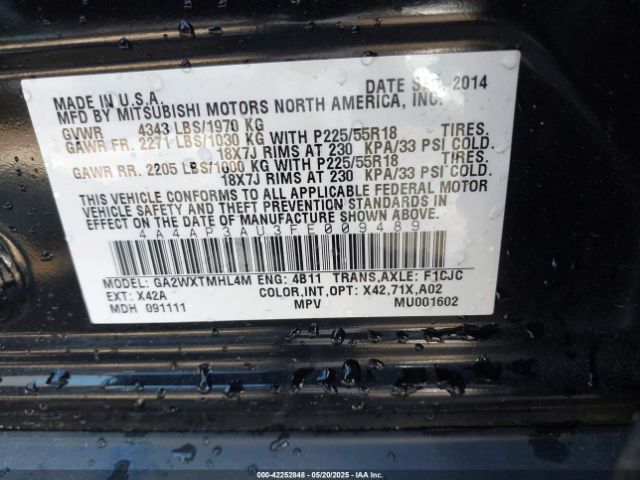 MADE IN U.S.A. DATE SEP. 2014
MFD BY MITSUBISHI MOTORS NORTH AMERICA, INC.
GVWR 4343 LBS/1970 KG
GAWR FR. 2271 LBS/1030 KG WITH P225/55R18 TIRES.
18X7J RIMS AT 230 KPA/33 PSI COLD.
GAWR RR. 2205 LBS/1000 KG WITH P225/55R18 TIRES.
18X7J RIMS AT 230 KPA/33 PSI COLD.
THIS VEHICLE CONFORMS TO ALL APPLICABLE FEDERAL MOTOR
VEHICLE SAFETY AND THEFT PREVENTION STANDARDS IN
EFFECT ON THE DATE OF MANUFACTURE SHOWN ABOVE.
4A4AP3AU3FE009489
MODEL: GA2WXTMHL4M ENG: 4B11 TRANS,AXLE: F1CJC
EXT: X42A COLOR,INT,OPT: X42,71X,A02
MDH 091111 MPV MU001602
000-42252848 - 05/20/2025 - IAAI.com